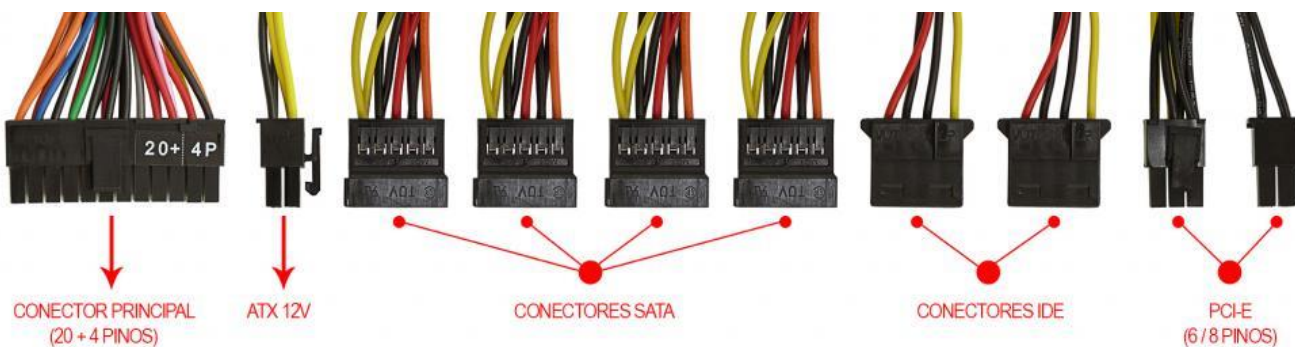 20+ 4P
CONECTOR PRINCIPAL
(20 + 4 PINOS)
ATX 12V
CONECTORES SATA
CONECTORES IDE
PCI-E
(6 / 8 PINOS)